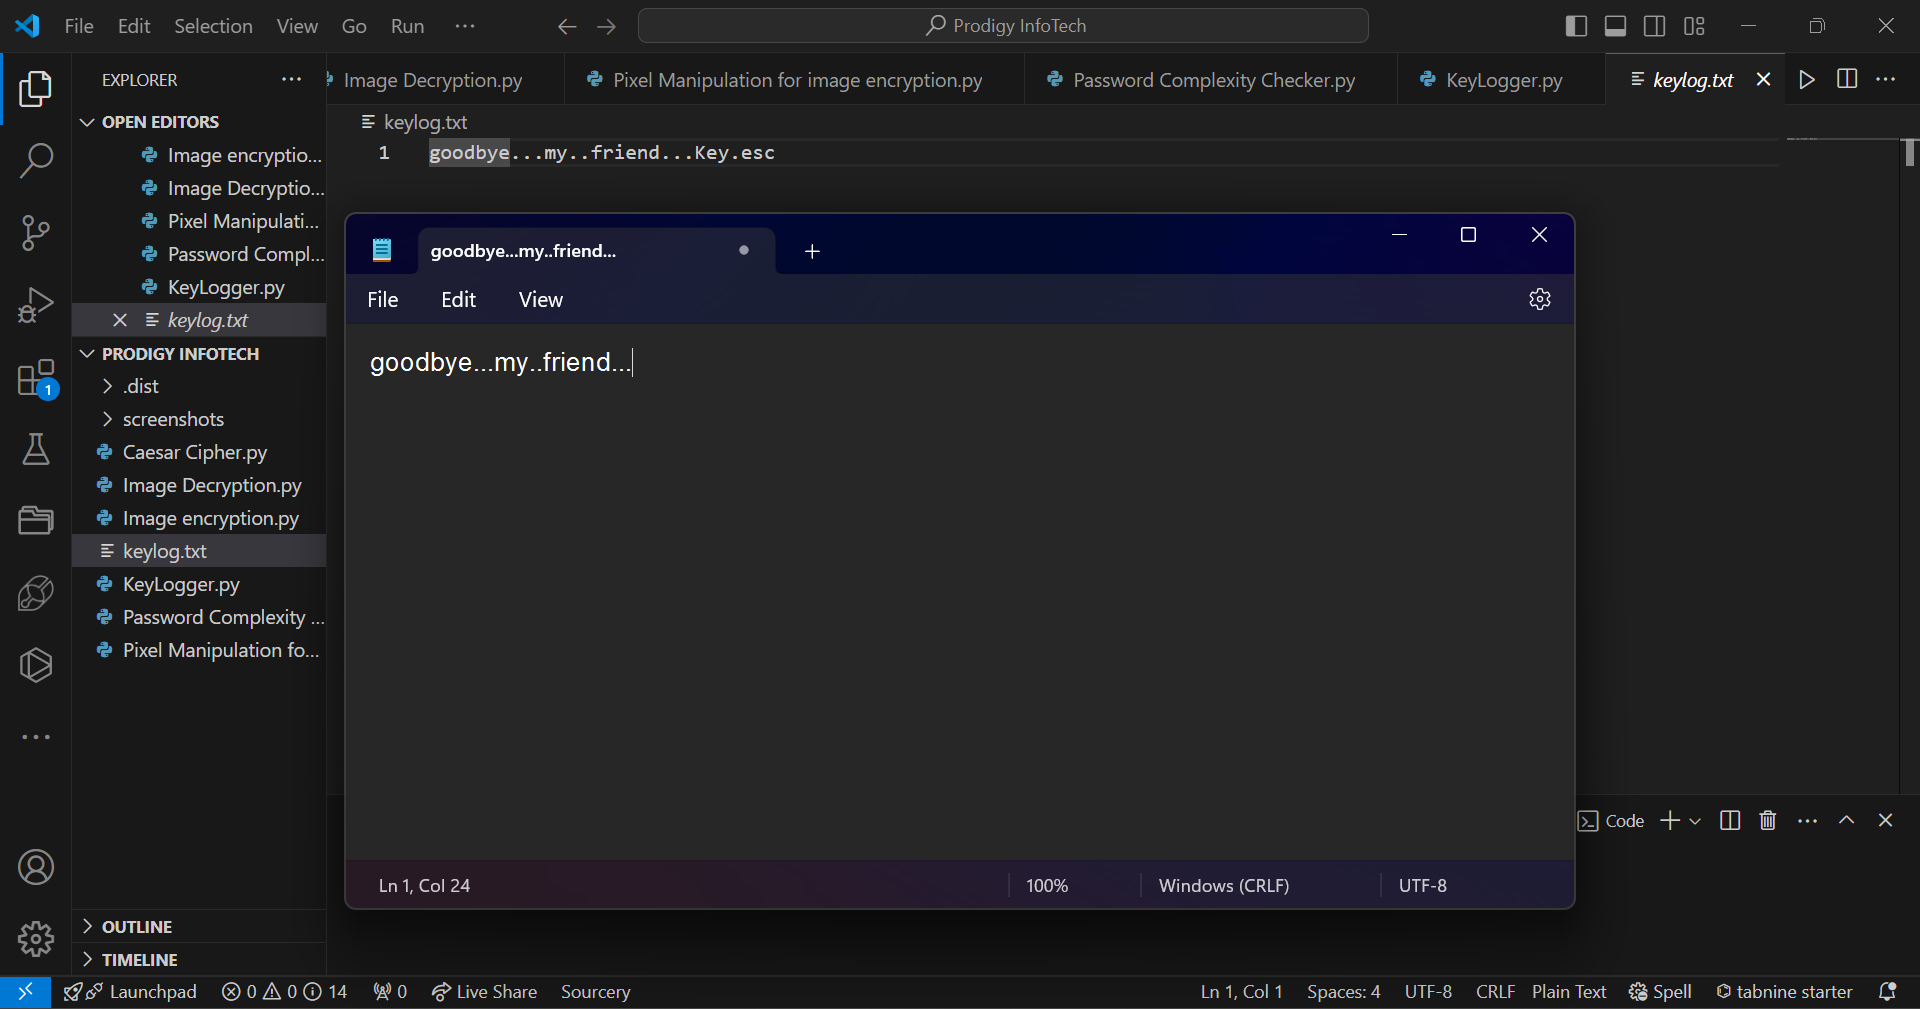 File Edit Selection View Go Run ···
Prodigy InfoTech
EXPLORER ···
Image Decryption.py
Pixel Manipulation for image encryption.py
Password Complexity Checker.py
KeyLogger.py
keylog.txt
OPEN EDITORS
Image encryptio...
Image Decryptio...
Pixel Manipulati...
Password Compl...
KeyLogger.py
keylog.txt
PRODIGY INFOTECH
.dist
screenshots
Caesar Cipher.py
Image Decryption.py
Image encryption.py
keylog.txt
KeyLogger.py
Password Complexity ...
Pixel Manipulation fo...
OUTLINE
TIMELINE
1
keylog.txt
1 goodbye...my..friend...Key.esc
goodbye...my..friend...
File Edit View
goodbye...my..friend...
Ln 1, Col 24 100% Windows (CRLF) UTF-8
Code
Launchpad 0 0 14 0 Live Share Sourcery Ln 1, Col 1 Spaces: 4 UTF-8 CRLF Plain Text Spell tabnine starter